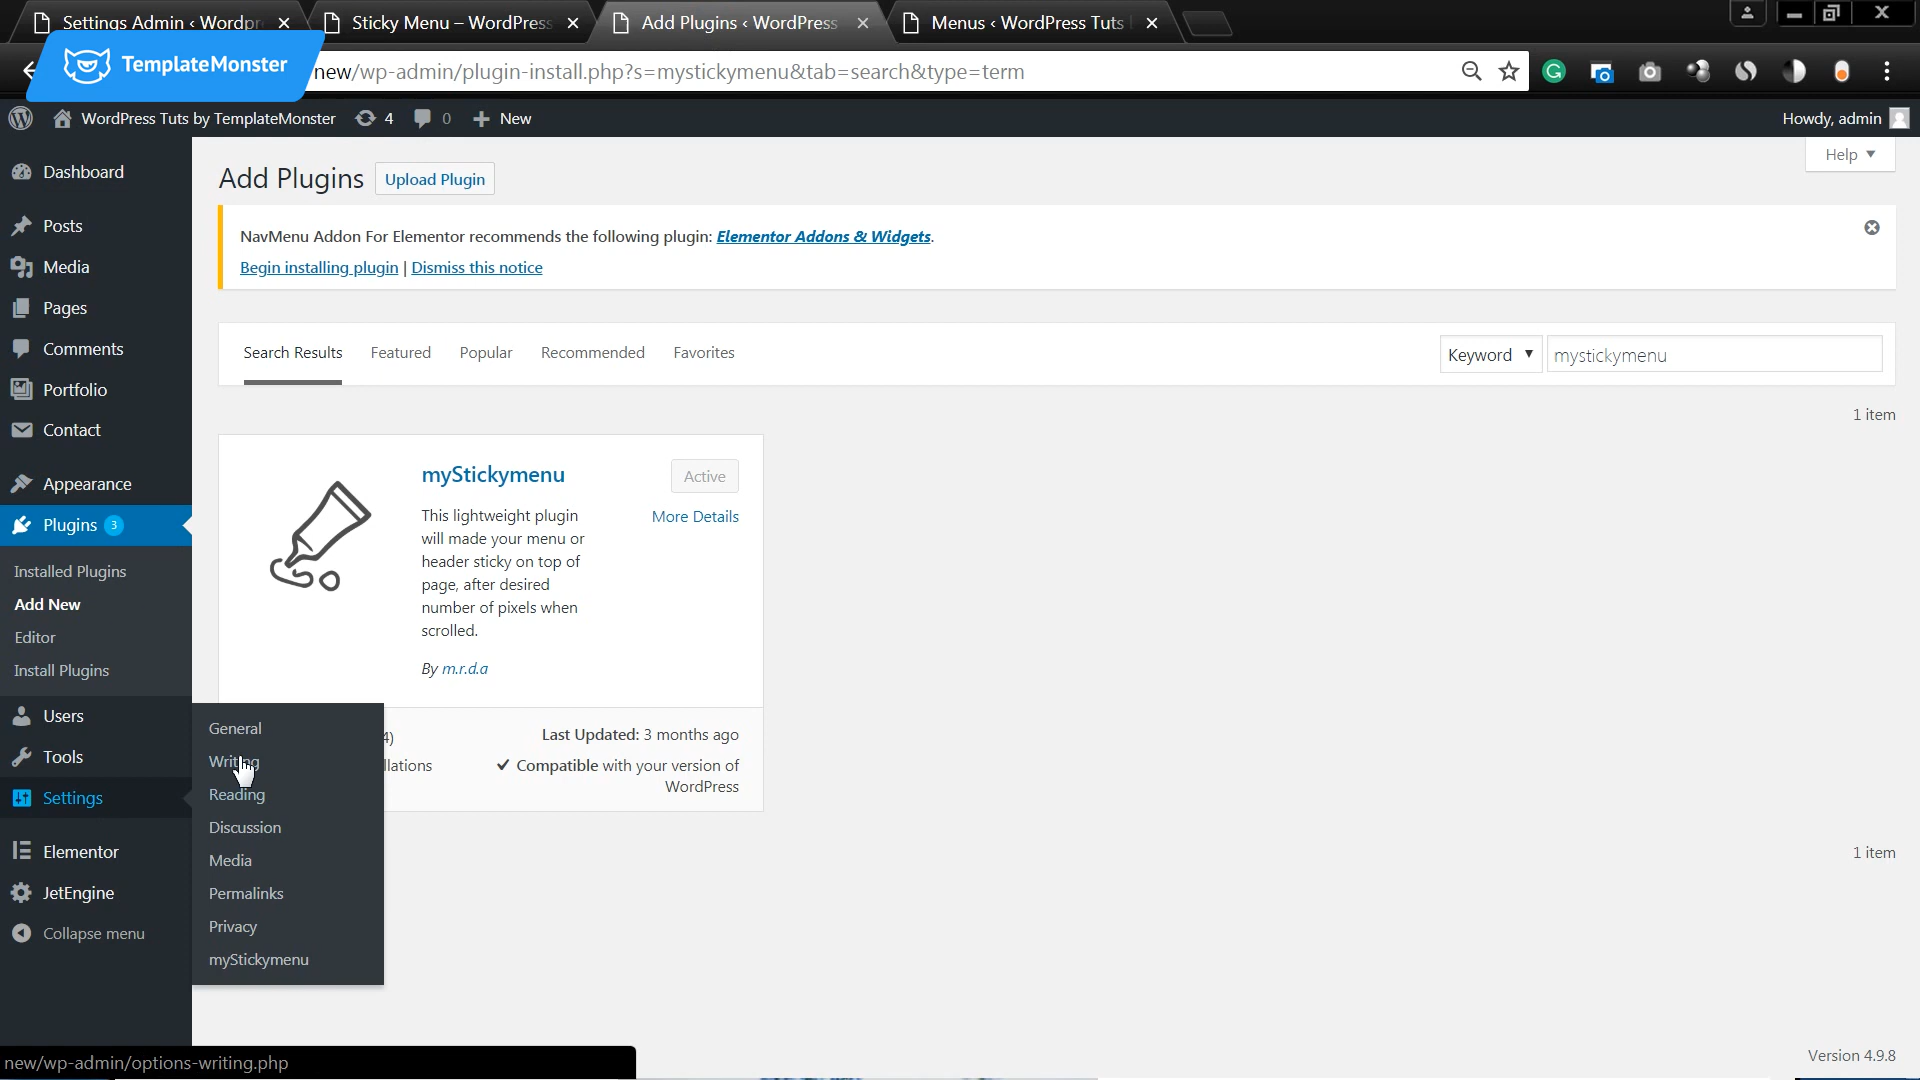 Settings Admin ‹ Wordpr
Sticky Menu – WordPress
Add Plugins ‹ WordPress
Menus ‹ WordPress Tuts
TemplateMonster
new/wp-admin/plugin-install.php?s=mystickymenu&tab=search&type=term
WordPress Tuts by TemplateMonster
4
0
New
Howdy, admin
Dashboard
Posts
Media
Pages
Comments
Portfolio
Contact
Appearance
Plugins 3
Installed Plugins
Add New
Editor
Install Plugins
Users
Tools
Settings
Elementor
JetEngine
Collapse menu
General
Writing
Reading
Discussion
Media
Permalinks
Privacy
myStickymenu
Help
Add Plugins
Upload Plugin
NavMenu Addon For Elementor recommends the following plugin: Elementor Addons & Widgets.
Begin installing plugin | Dismiss this notice
Search Results
Featured
Popular
Recommended
Favorites
Keyword
mystickymenu
1 item
myStickymenu
Active
More Details
This lightweight plugin
will made your menu or
header sticky on top of
page, after desired
number of pixels when
scrolled.
By m.r.d.a
4)
llations
Last Updated: 3 months ago
Compatible with your version of
WordPress
1 item
Version 4.9.8
new/wp-admin/options-writing.php